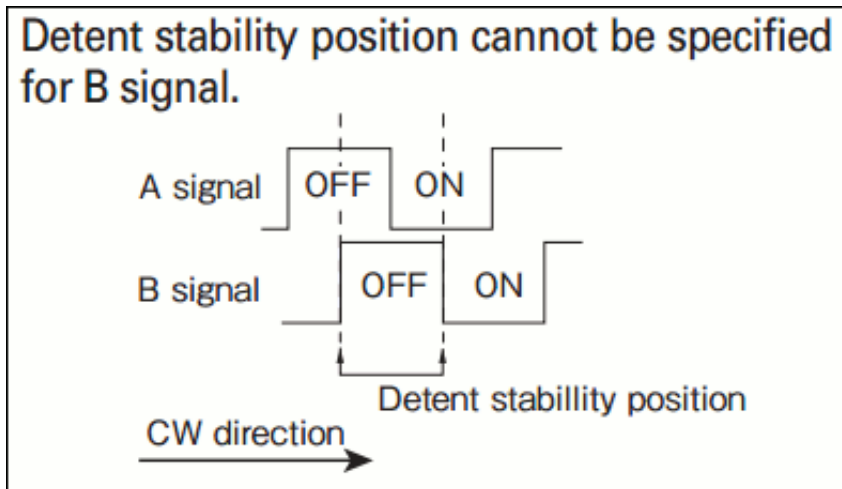 Detent stability position cannot be specified
for B signal.
A signal OFF ON
B signal OFF ON
Detent stabillity position
CW direction